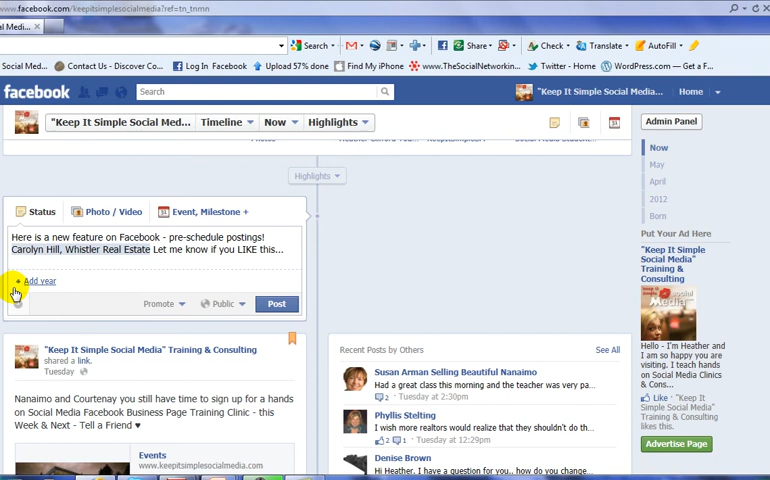 www.facebook.com/keepitsimplesocialmedia?ref=tn_tnmn
al Media...
Search
Share
Check
Translate
AutoFill
Social Med...
Contact Us - Discover Co...
Log In Facebook
Upload 57% done
Find My iPhone
www.TheSocialNetworkin...
Twitter - Home
WordPress.com — Get a F...
facebook
Search
"Keep It Simple Social Media...
Home
"Keep It Simple Social Med...
Timeline
Now
Highlights
Admin Panel
Highlights
Now
May
April
2012
Born
Status
Photo / Video
Event, Milestone +
Here is a new feature on Facebook - pre-schedule postings!
Carolyn Hill, Whistler Real Estate Let me know if you LIKE this...
+ Add year
Promote
Public
Post
Put Your Ad Here
"Keep It Simple
Social Media"
Training &
Consulting
social
Media
Hello - I'm Heather
and I am so happy you
are visiting. I teach
hands on Social Media
Clinics & Cons...
Like · "Keep It
Simple Social Media"
Training & Consulting
likes this.
Advertise Page
"Keep It Simple Social Media" Training & Consulting
shared a link.
Tuesday
Nanaimo and Courtenay you still have time to sign up for a hands
on Social Media Facebook Business Page Training Clinic - this
Week & Next - Tell a Friend ♥
Events
www.keepitsimplesocialmedia.com
Recent Posts by Others
See All
Susan Arman Selling Beautiful Nanaimo
Had a great class this morning and the teacher was very pa...
2 · Tuesday at 2:30pm
Phyllis Stelting
I wish more realtors would realize that they shouldn't do th...
2 1 · Tuesday at 12:29pm
Denise Brown
Hi Heather, I have a question for you.. how do you change...